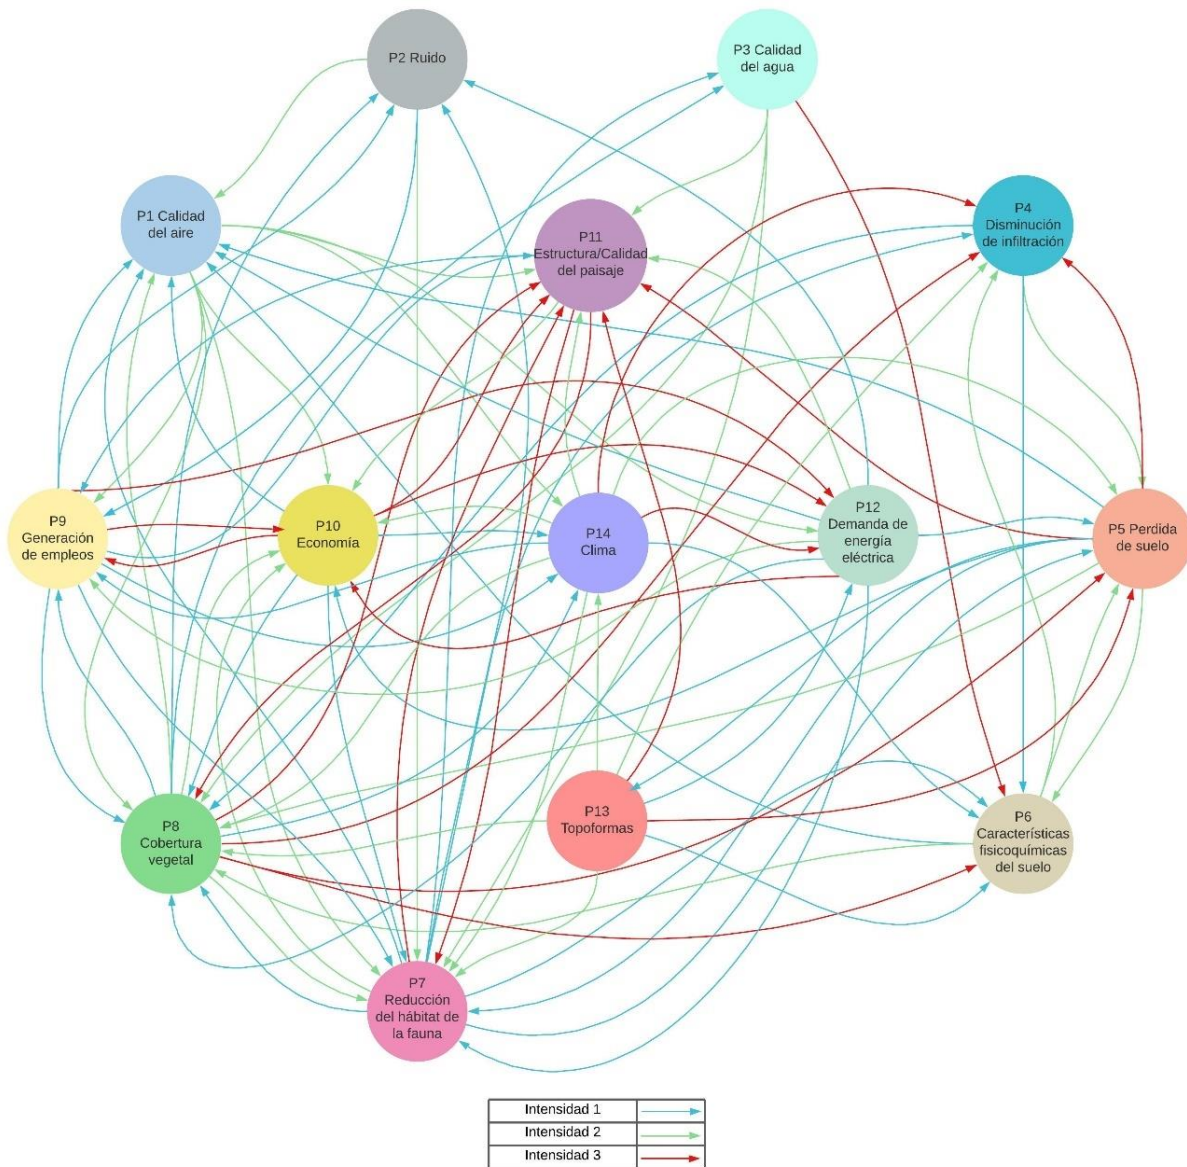 P2 Ruido
P3 Calidad
del agua
P1 Calidad
del aire
P11
Estructura/Calidad
del paisaje
P4
Disminución
de infiltración
P9
Generación
de empleos
P10
Economía
P14
Clima
P12
Demanda de
energía
eléctrica
P5 Perdida
de suelo
P8
Cobertura
vegetal
P13
Topoformas
P6
Características
fisicoquímicas
del suelo
P7
Reducción
del hábitat de
la fauna
Intensidad 1
Intensidad 2
Intensidad 3